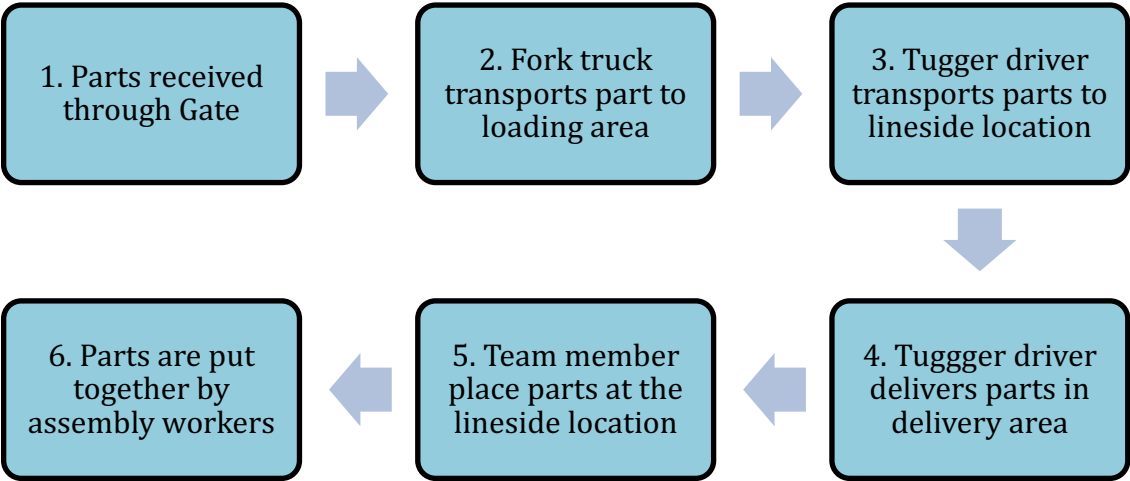 1. Parts received
through Gate
2. Fork truck
transports part to
loading area
3. Tugger driver
transports parts to
lineside location
4. Tuggger driver
delivers parts in
delivery area
5. Team member
place parts at the
lineside location
6. Parts are put
together by
assembly workers